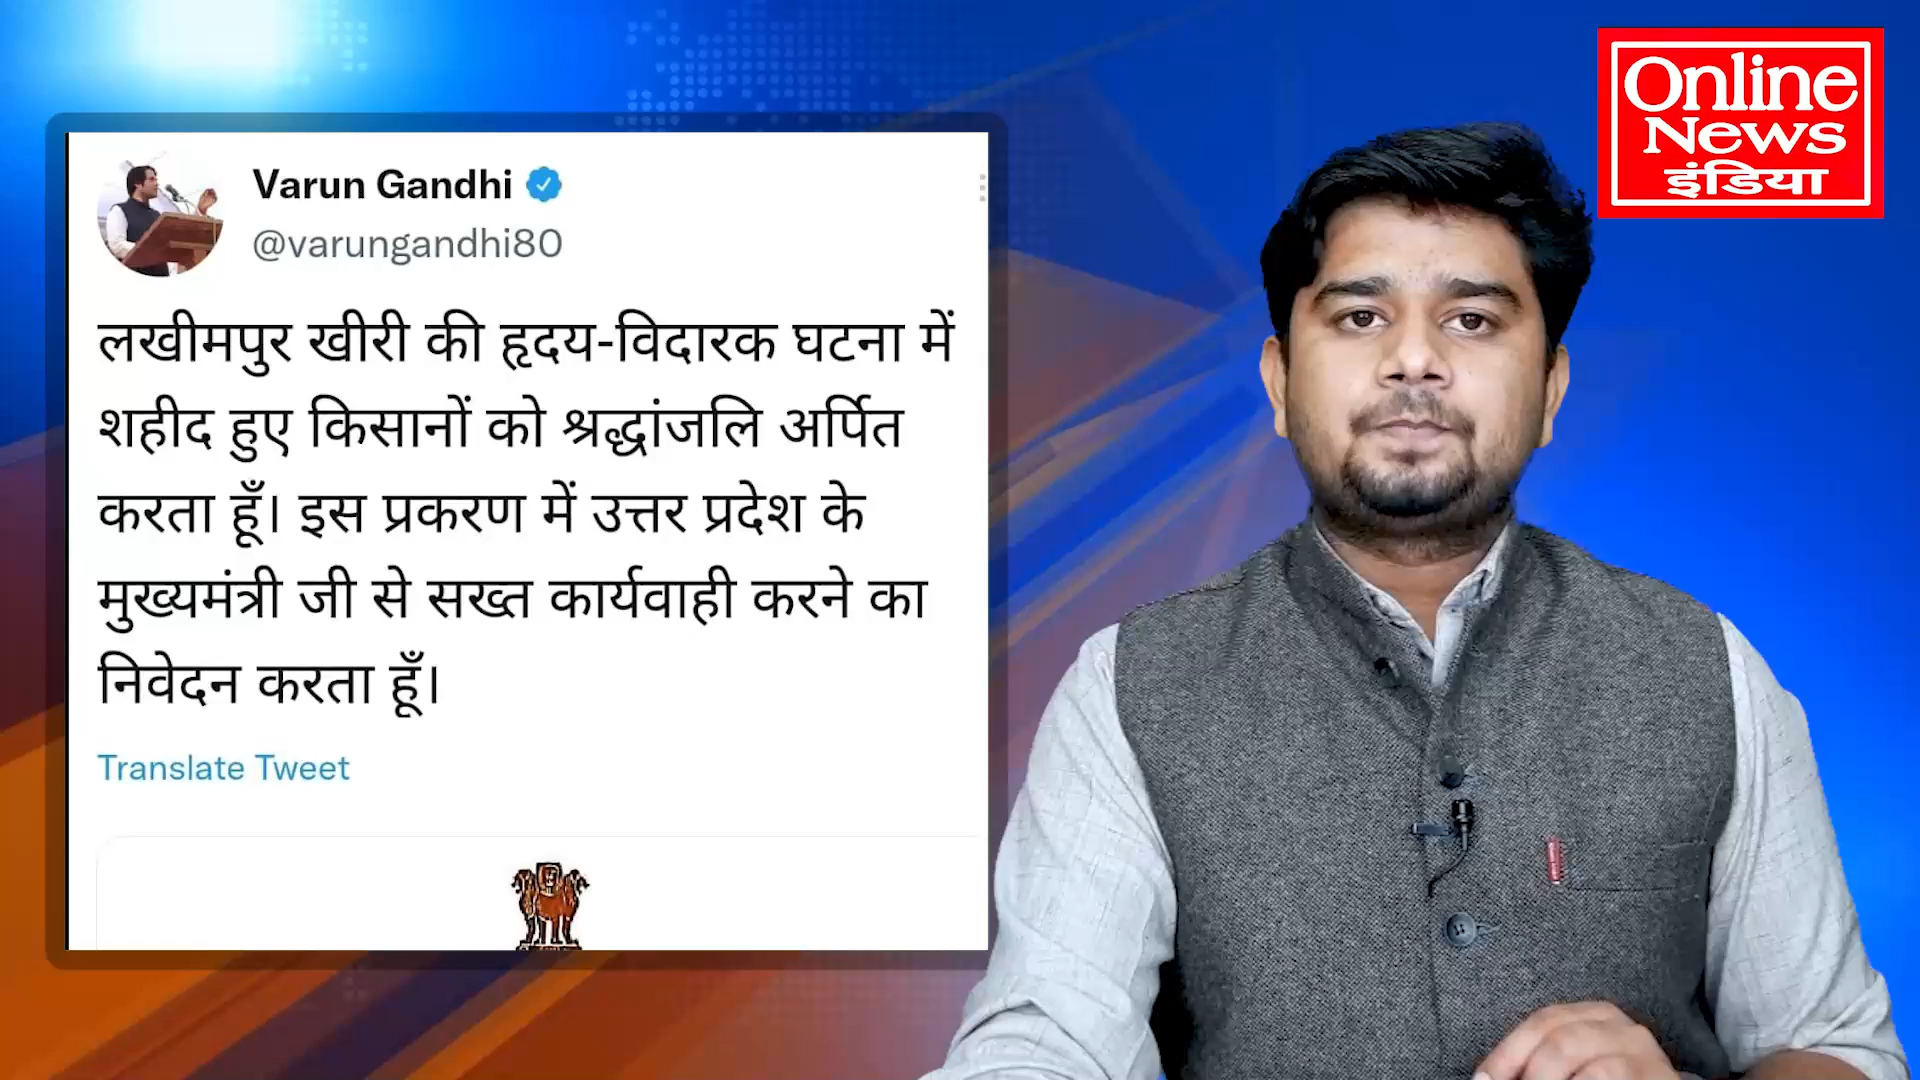 Varun Gandhi
@varungandhi80
लखीमपुर खीरी की हृदय-विदारक घटना में
शहीद हुए किसानों को श्रद्धांजलि अर्पित
करता हूँ। इस प्रकरण में उत्तर प्रदेश के
मुख्यमंत्री जी से सख्त कार्यवाही करने का
निवेदन करता हूँ।
Translate Tweet
Online
News
इंडिया